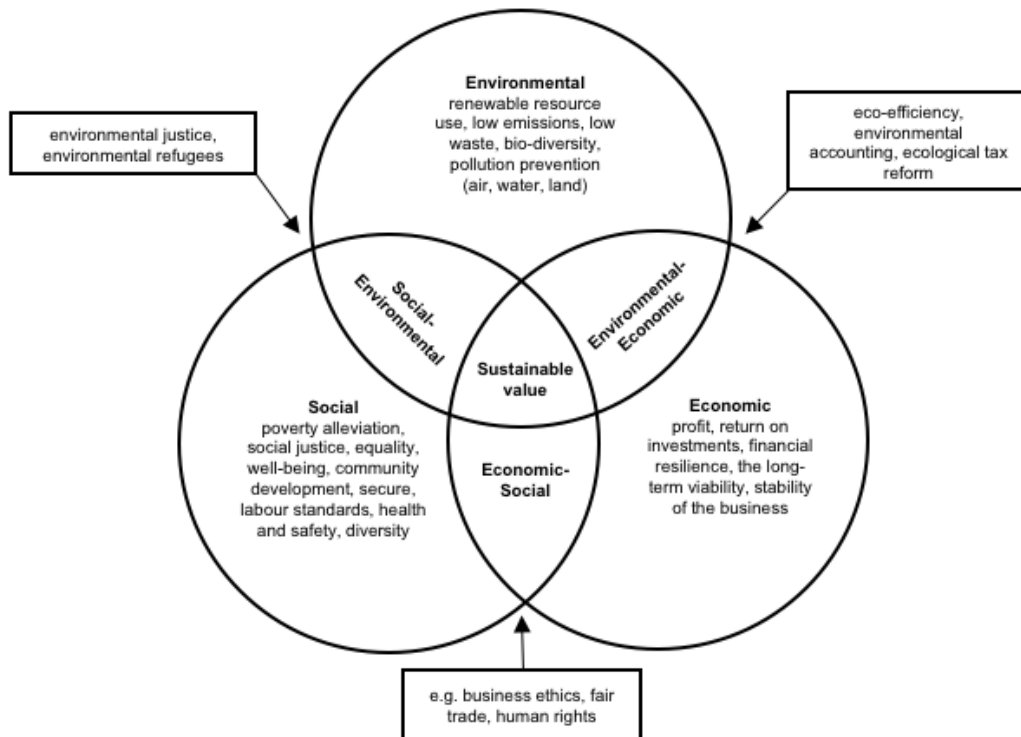 Environmental
renewable resource
use, low emissions, low
waste, bio-diversity,
pollution prevention
(air, water, land)
environmental justice,
environmental refugees
eco-efficiency,
environmental
accounting, ecological tax
reform
Social-
Environmental
Environmental-
Economic
Sustainable
value
Social
poverty alleviation,
social justice, equality,
well-being, community
development, secure,
labour standards, health
and safety, diversity
Economic-
Social
Economic
profit, return on
investments, financial
resilience, the long-
term viability, stability
of the business
e.g. business ethics, fair
trade, human rights